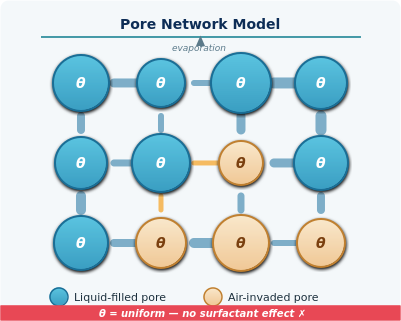 Pore Network Model
evaporation
θ θ θ θ
θ θ θ θ
θ θ θ θ
Liquid-filled pore Air-invaded pore
θ = uniform — no surfactant effect ✗